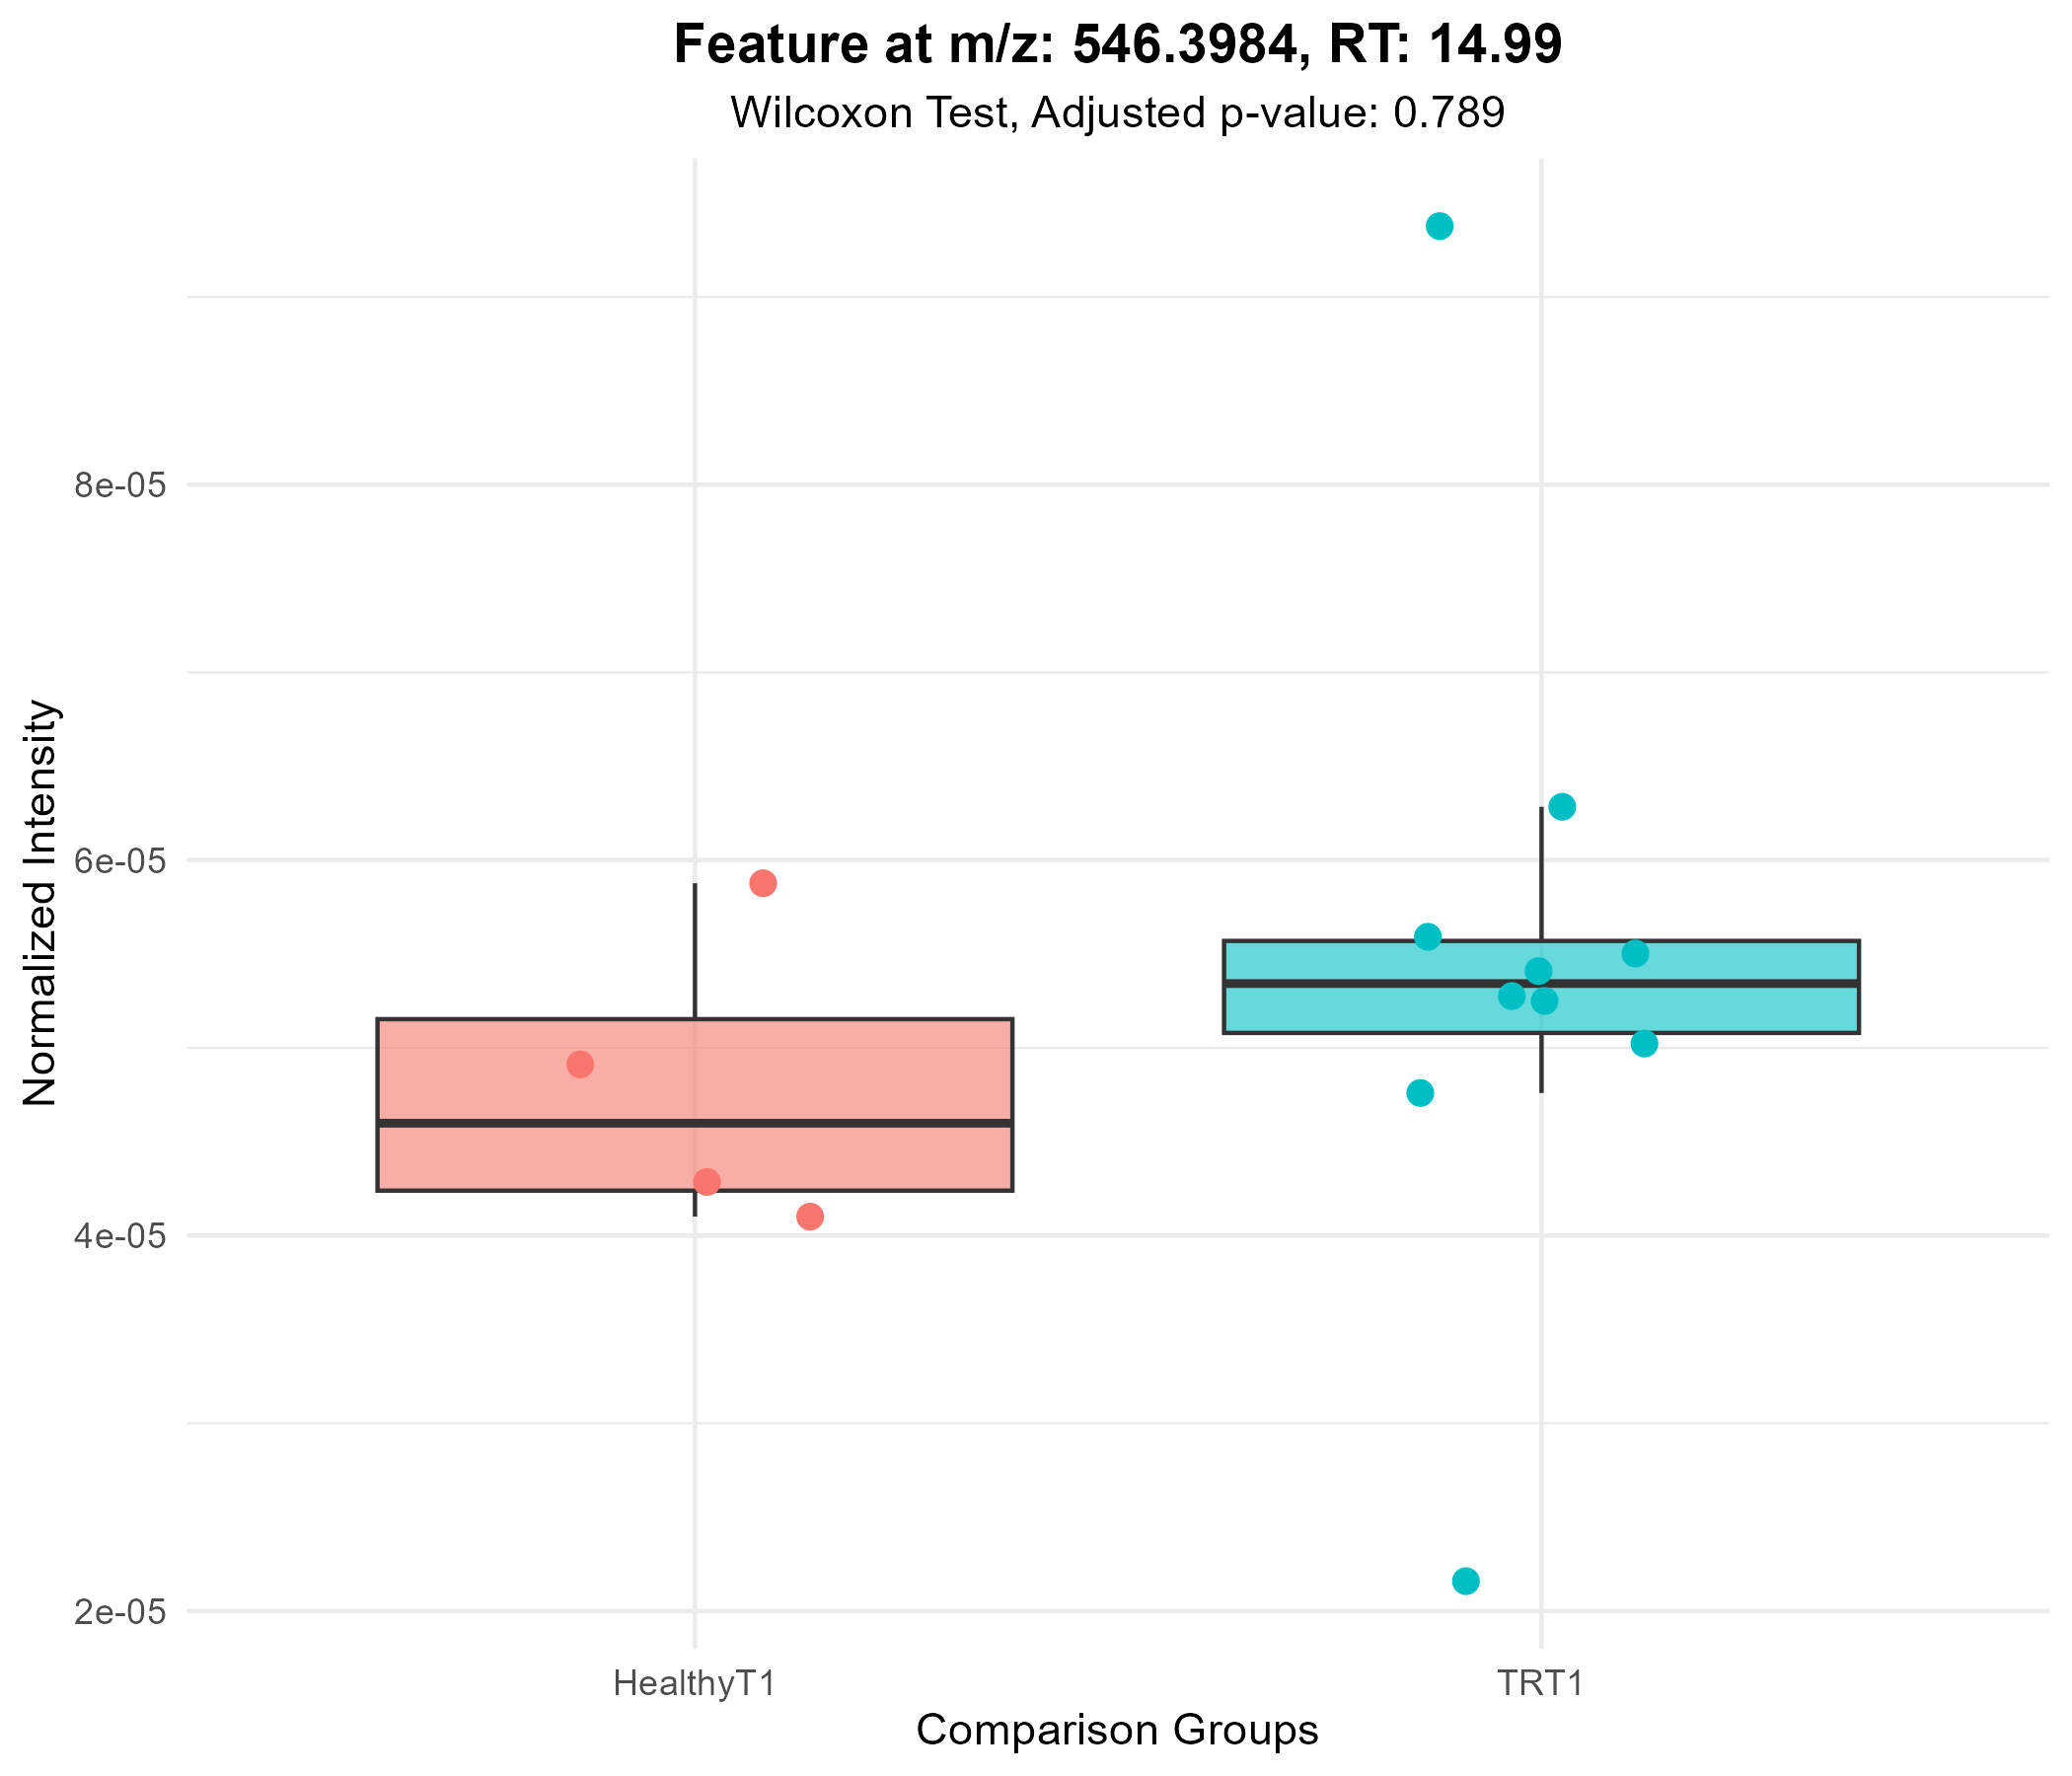 Feature at m/z: 546.3984, RT: 14.99
Wilcoxon Test, Adjusted p-value: 0.789
Normalized Intensity
8e-05
6e-05
4e-05
2e-05
HealthyT1
TRT1
Comparison Groups